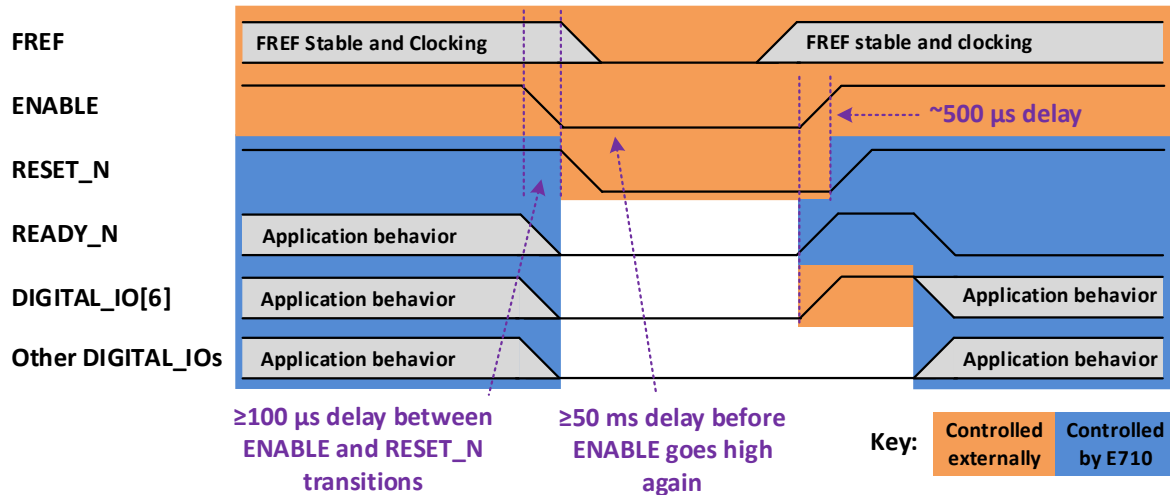 FREF
FREF Stable and Clocking
FREF stable and clocking
ENABLE
~500 µs delay
RESET_N
READY_N
Application behavior
DIGITAL_IO[6]
Application behavior
Application behavior
Other DIGITAL_IOs
Application behavior
Application behavior
≥100 µs delay between
ENABLE and RESET_N
transitions
≥50 ms delay before
ENABLE goes high
again
Key:
Controlled
externally
Controlled
by E710